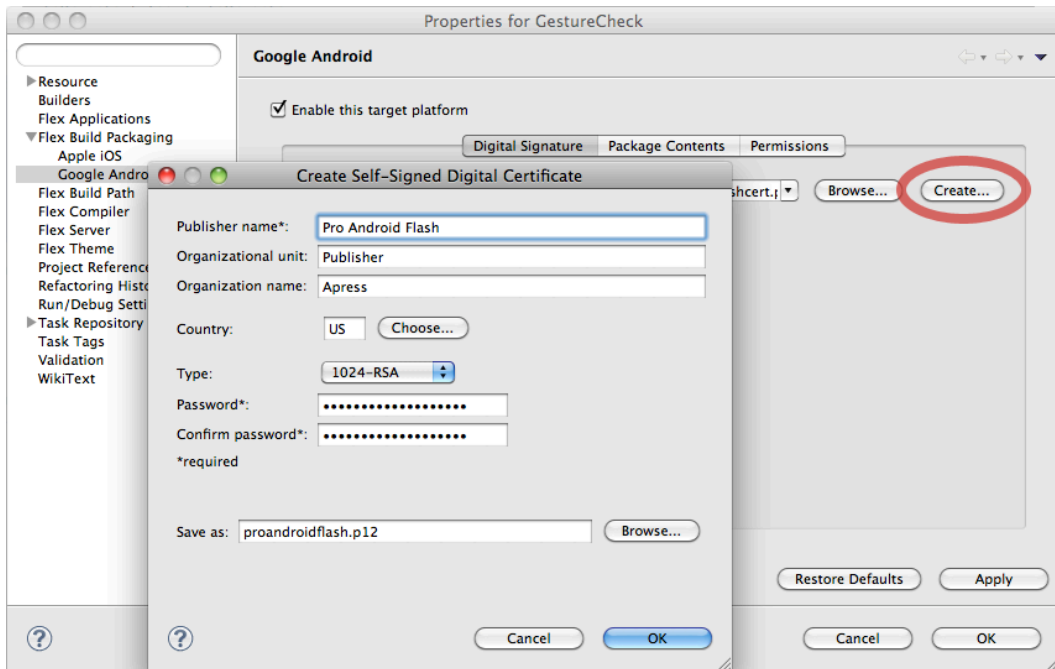 Properties for GestureCheck
Google Android
Resource
Builders
Flex Applications
Flex Build Packaging
Apple iOS
Google Andro
Flex Build Path
Flex Compiler
Flex Server
Flex Theme
Project Reference
Refactoring Histo
Run/Debug Setti
Task Repository
Task Tags
Validation
WikiText
Enable this target platform
Digital Signature Package Contents Permissions
Browse... Create...
Create Self-Signed Digital Certificate
Publisher name*: Pro Android Flash
Organizational unit: Publisher
Organization name: Apress
Country: US Choose...
Type: 1024-RSA
Password*: •••••••••••••••••••
Confirm password*: •••••••••••••••••••
*required
Save as: proandroidflash.p12 Browse...
? Cancel OK
Restore Defaults Apply
? Cancel OK